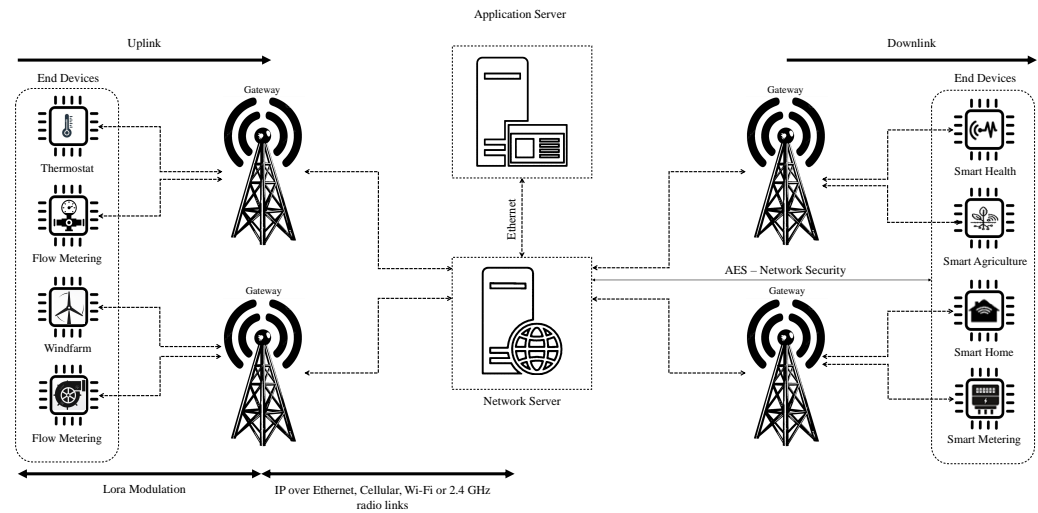 Application Server
Uplink
Downlink
End Devices
End Devices
Gateway
Gateway
Thermostat
Smart Health
Ethernet
Flow Metering
Smart Agriculture
AES – Network Security
Gateway
Gateway
Windfarm
Smart Home
Network Server
Flow Metering
Smart Metering
Lora Modulation
IP over Ethernet, Cellular, Wi-Fi or 2.4 GHz
radio links